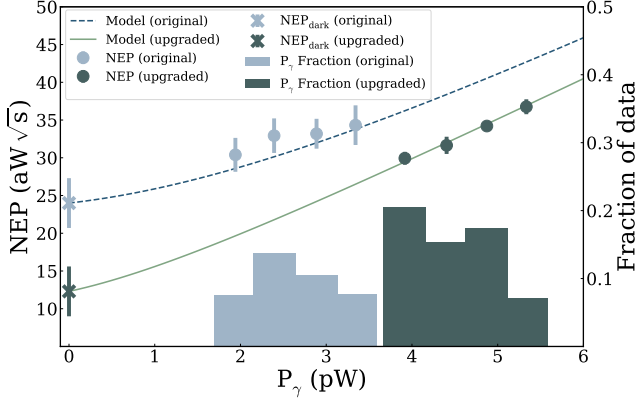 Model (original)
Model (upgraded)
NEP (original)
NEP (upgraded)
NEP_dark (original)
NEP_dark (upgraded)
P_γ Fraction (original)
P_γ Fraction (upgraded)
NEP (aW √s)
50
45
40
35
30
25
20
15
10
0.5
0.4
0.3
0.2
0.1
Fraction of data
0 1 2 3 4 5 6
P_γ (pW)